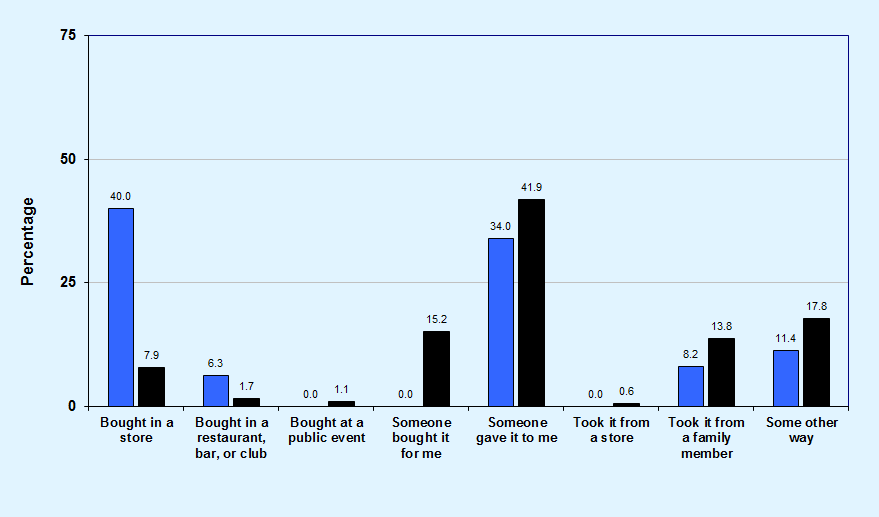 75
50
25
0
Percentage
40.0
7.9
6.3
1.7
0.0
1.1
0.0
15.2
34.0
41.9
0.0
0.6
8.2
13.8
11.4
17.8
Bought in a
store
Bought in a
restaurant,
bar, or club
Bought at a
public event
Someone
bought it
for me
Someone
gave it to me
Took it from
a store
Took it from
a family
member
Some other
way